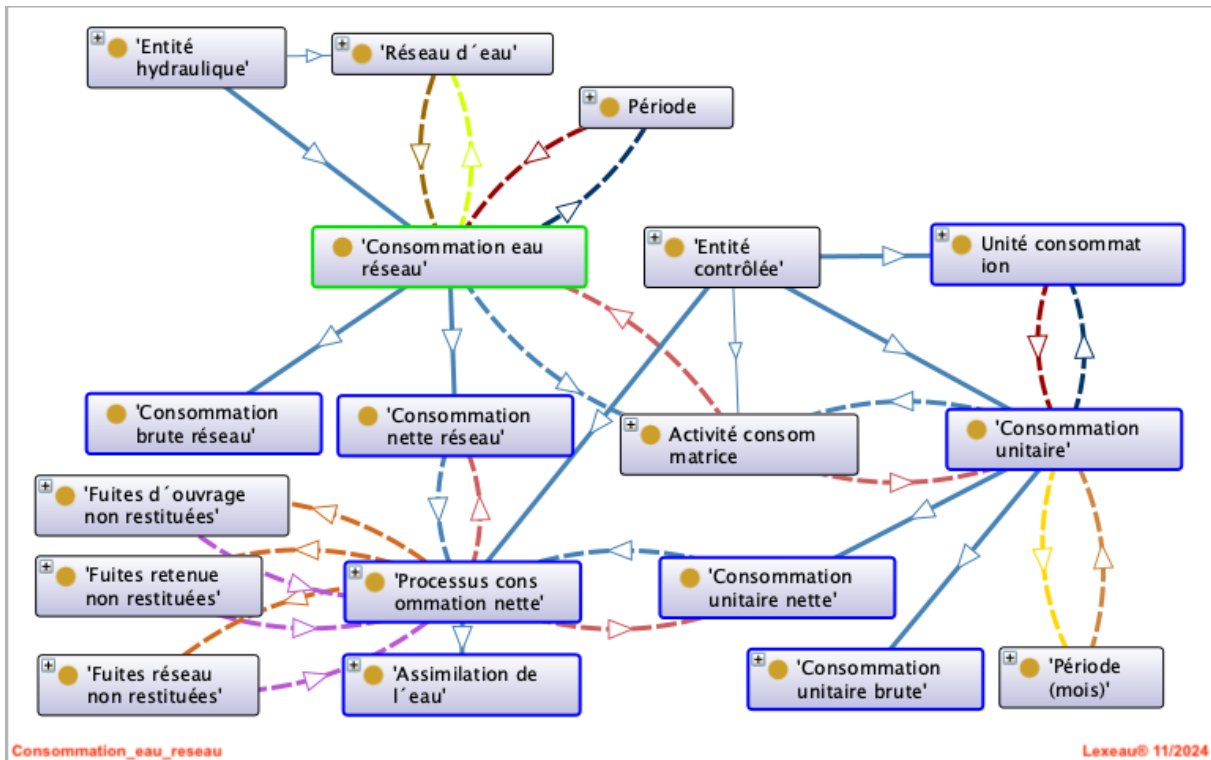 'Entité
hydraulique'
'Réseau d´eau'
Période
'Consommation eau
réseau'
'Entité
contrôlée'
Unité consommat
ion
'Consommation
brute réseau'
'Consommation
nette réseau'
Activité consom
matrice
'Consommation
unitaire'
'Fuites d´ouvrage
non restituées'
'Fuites retenue
non restituées'
'Processus cons
ommation nette'
'Consommation
unitaire nette'
'Fuites réseau
non restituées'
'Assimilation de
l´eau'
'Consommation
unitaire brute'
'Période
(mois)'
Consommation_eau_reseau
Lexeau® 11/2024